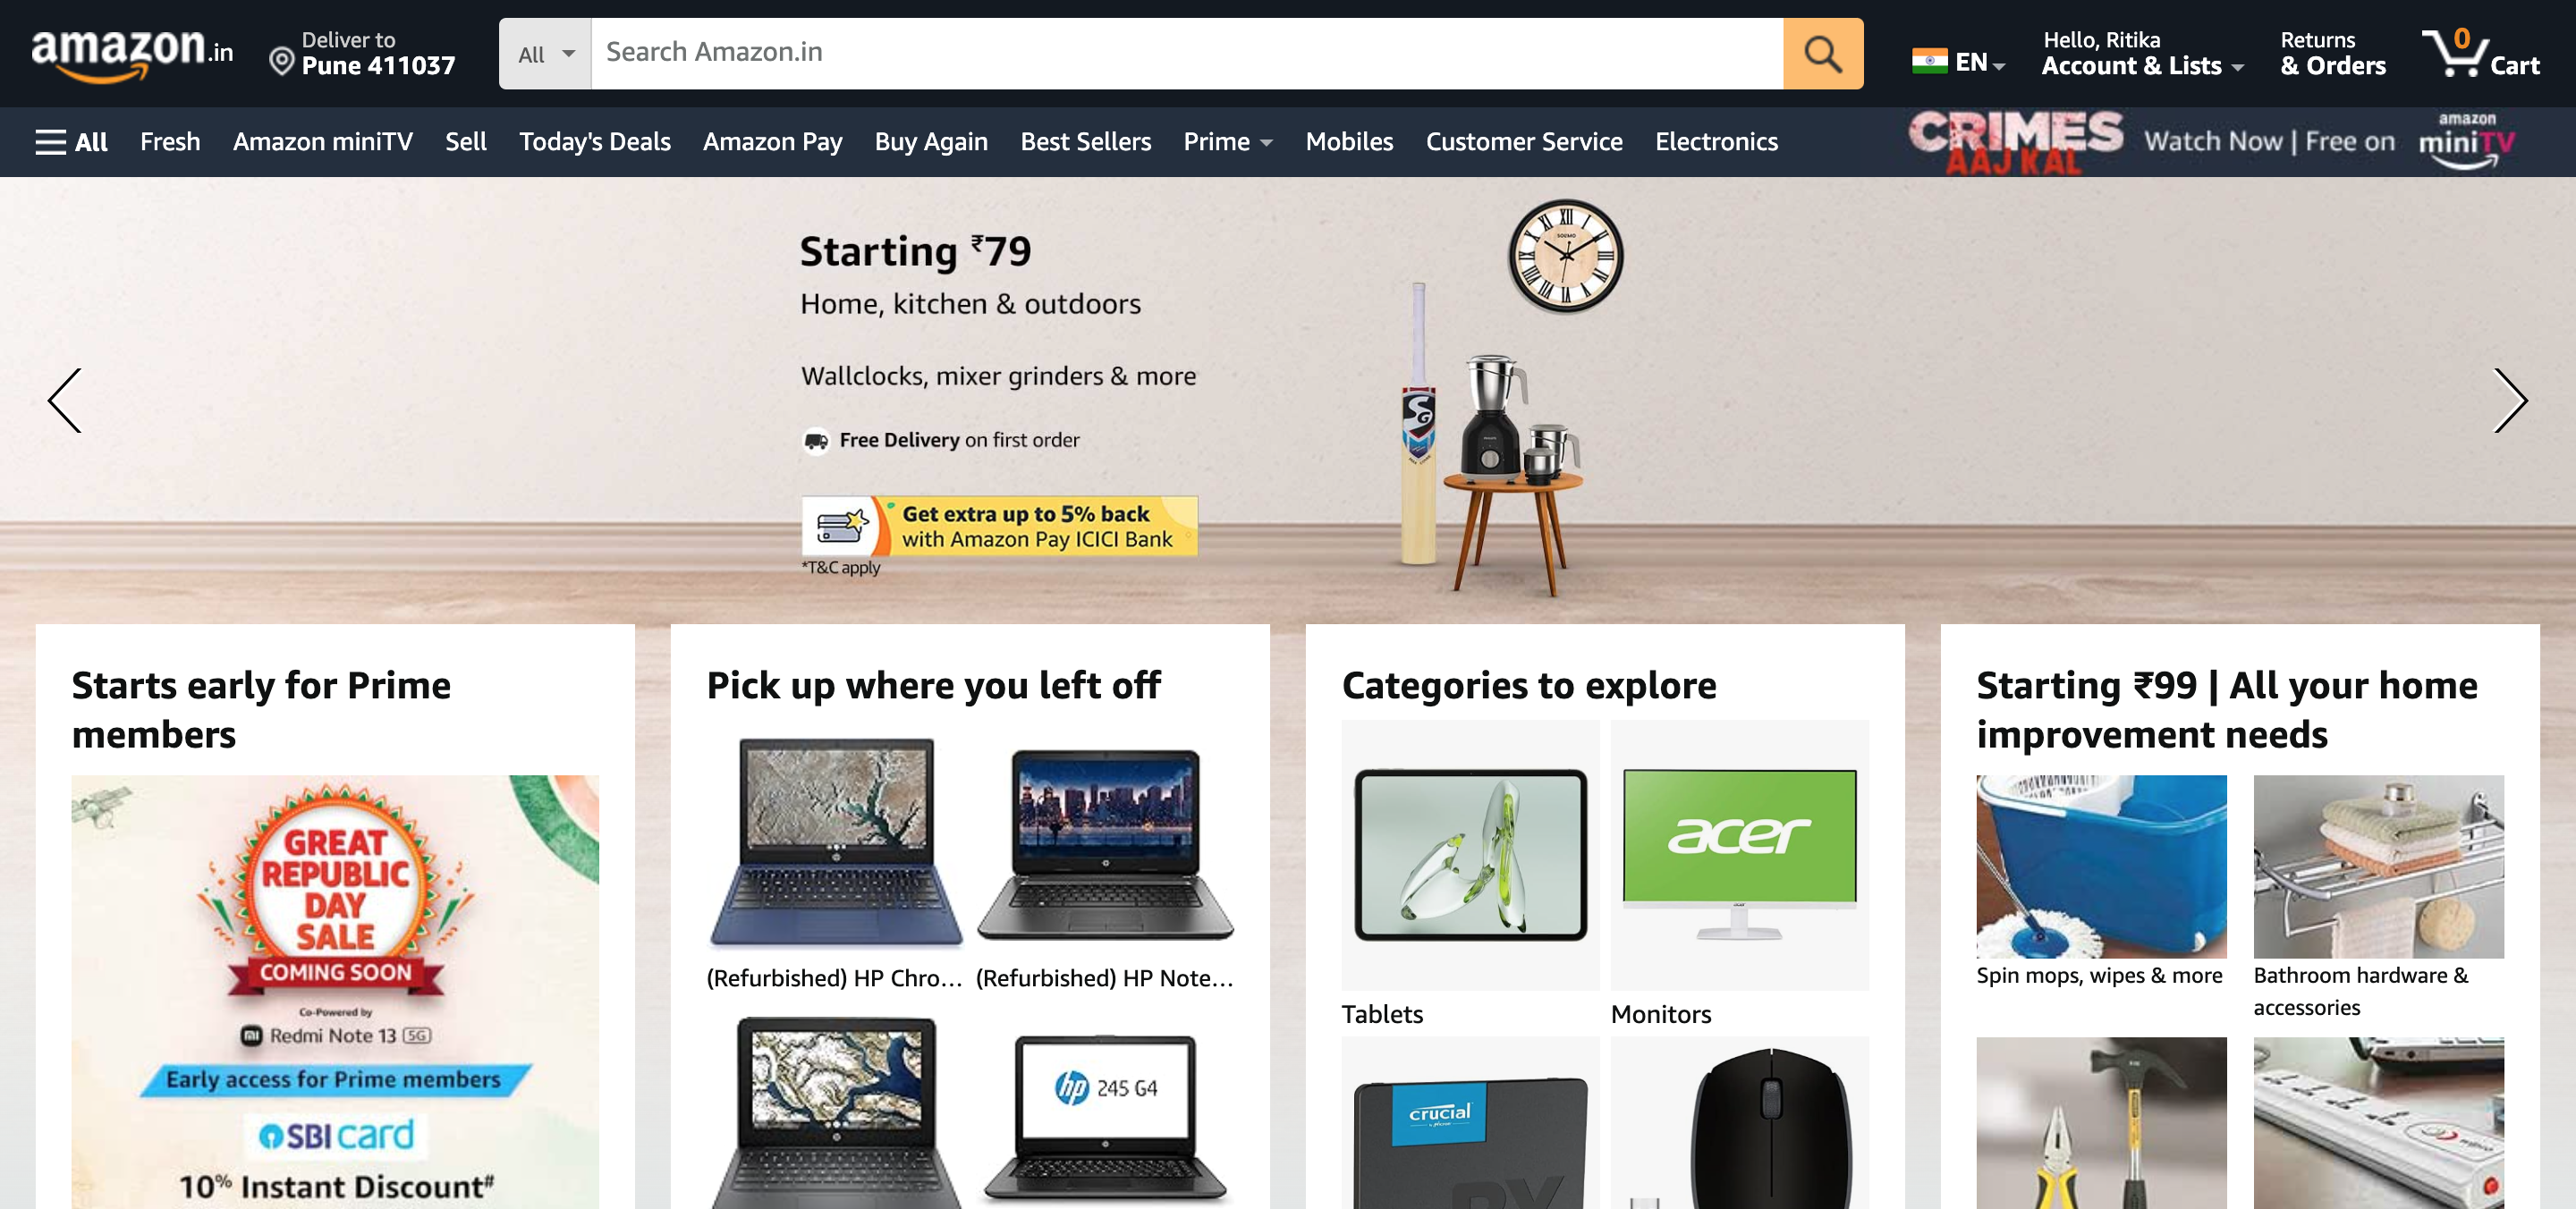 amazon.in
Deliver to
Pune 411037
All
Search Amazon.in
EN
Hello, Ritika
Account & Lists
Returns
& Orders
0
Cart
All
Fresh
Amazon miniTV
Sell
Today's Deals
Amazon Pay
Buy Again
Best Sellers
Prime
Mobiles
Customer Service
Electronics
CRIMES
AAJ KAL
Watch Now | Free on
amazon
miniTV
Starting ₹79
Home, kitchen & outdoors
Wallclocks, mixer grinders & more
Free Delivery on first order
Get extra up to 5% back
with Amazon Pay ICICI Bank
*T&C apply
SG
Starts early for Prime
members
GREAT
REPUBLIC
DAY
SALE
COMING SOON
Co-Powered by
Redmi Note 13 5G
Early access for Prime members
SBI card
10% Instant Discount#
Pick up where you left off
(Refurbished) HP Chro...
(Refurbished) HP Note...
hp 245 G4
Categories to explore
acer
Tablets
Monitors
crucial
Starting ₹99 | All your home
improvement needs
Spin mops, wipes & more
Bathroom hardware &
accessories